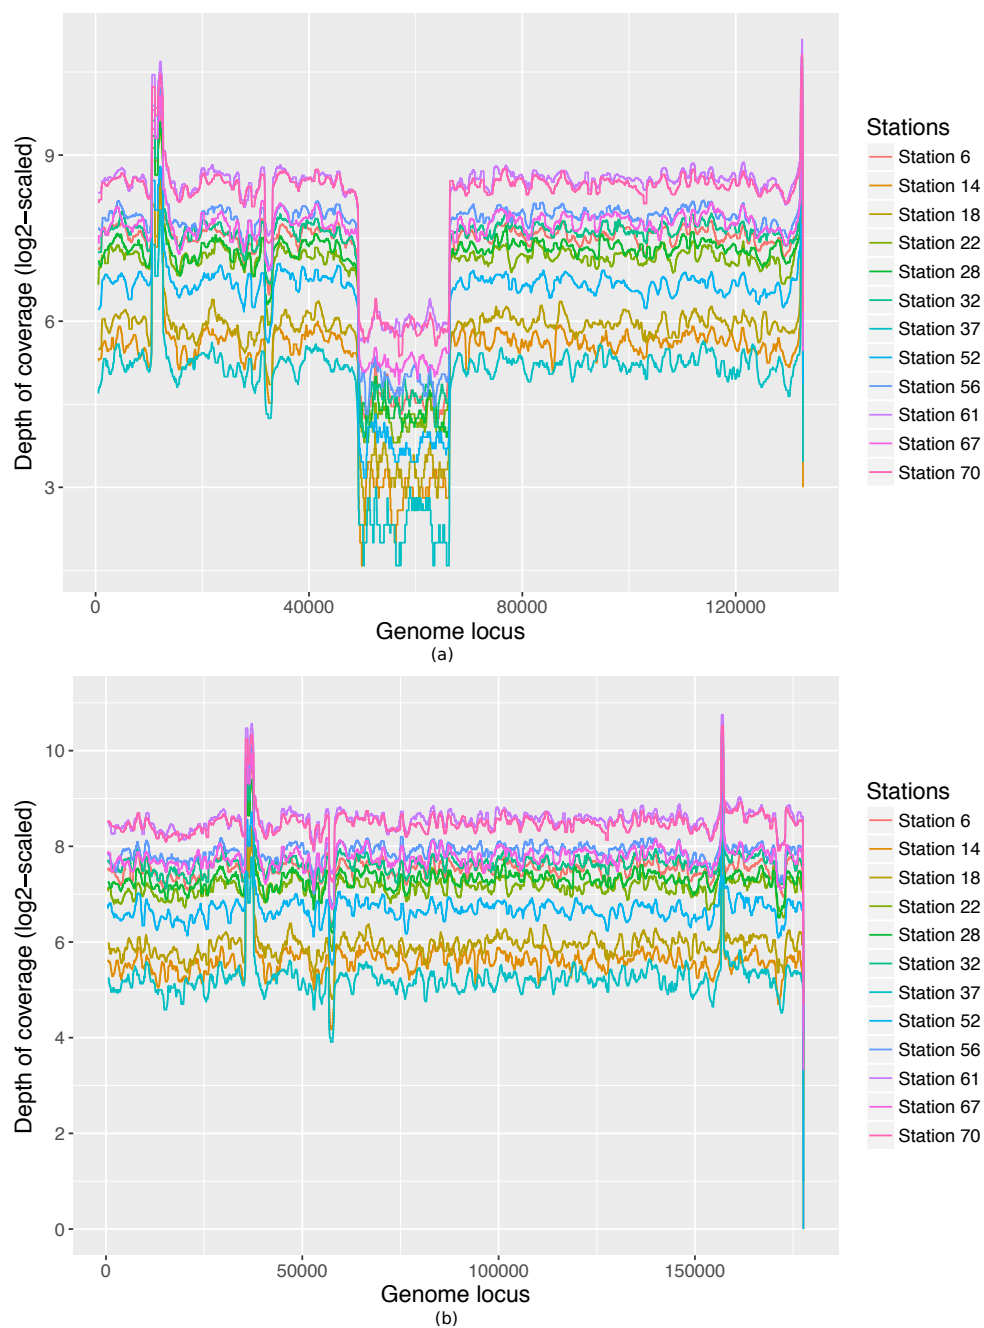 Depth of coverage (log2−scaled)
9
6
3
0
40000
80000
120000
Genome locus
(a)
Stations
Station 6
Station 14
Station 18
Station 22
Station 28
Station 32
Station 37
Station 52
Station 56
Station 61
Station 67
Station 70
Depth of coverage (log2−scaled)
10
8
6
4
2
0
0
50000
100000
150000
Genome locus
(b)
Stations
Station 6
Station 14
Station 18
Station 22
Station 28
Station 32
Station 37
Station 52
Station 56
Station 61
Station 67
Station 70